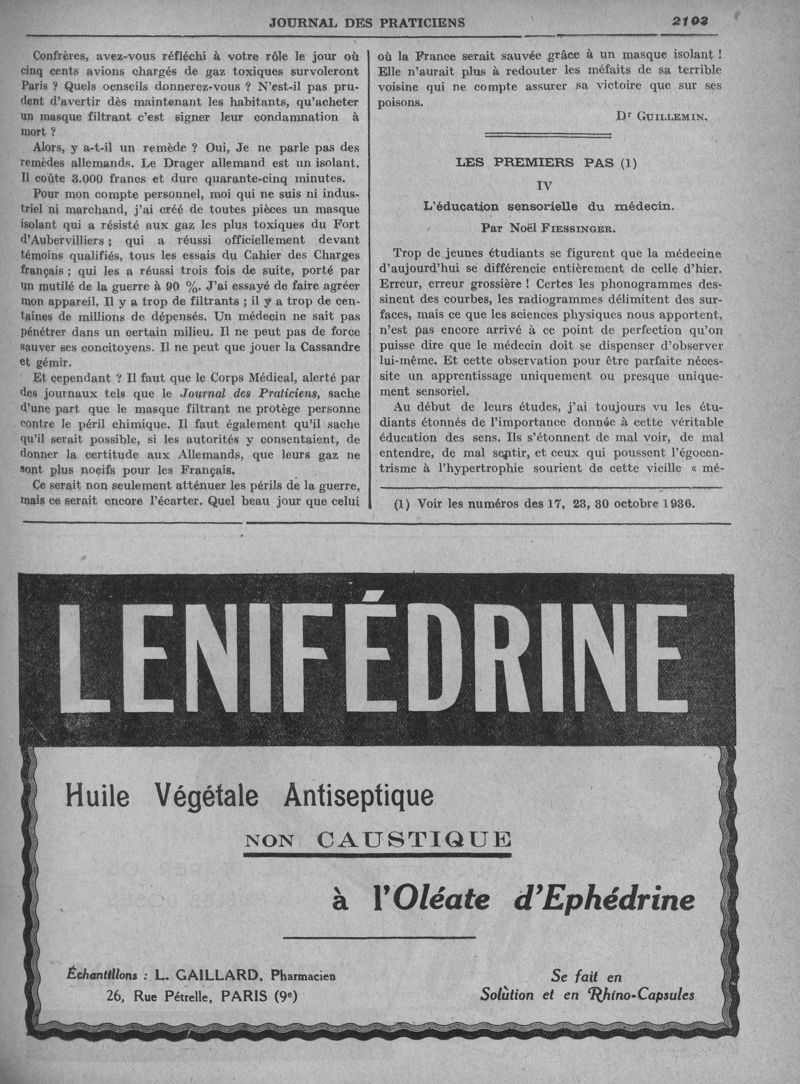 JOURNAL DES PRATICIENS 2103
Confrères, avez-vous réfléchi à votre rôle le jour où
cinq cents avions chargés de gaz toxiques survoleront
Paris ? Quels oenseils donnerez-vous ? N'est-il pas pru-
dent d'avertir dès maintenant les habitants, qu'acheter
un masque filtrant c'est signer leur condamnation à
mort ?
Alors, y a-t-il un remède ? Oui, Je ne parle pas des
remèdes allemands. Le Drager allemand est un isolant.
Il coûte 3.000 francs et dure quarante-cinq minutes.
Pour mon compte personnel, moi qui ne suis ni indus-
triel ni marchand, j'ai créé de toutes pièces un masque
isolant qui a résisté aux gaz les plus toxiques du Fort
d'Aubervilliers ; qui a réussi officiellement devant
témoins qualifiés, tous les essais du Cahier des Charges
français ; qui les a réussi trois fois de suite, porté par
un mutilé de la guerre à 90 %. J'ai essayé de faire agréer
mon appareil. Il y a trop de filtrants ; il y a trop de cen-
taines de millions de dépensés. Un médecin ne sait pas
pénétrer dans un certain milieu. Il ne peut pas de force
sauver ses concitoyens. Il ne peut que jouer la Cassandre
et gémir.
Et cependant ? Il faut que le Corps Médical, alerté par
des journaux tels que le Journal des Praticiens, sache
d'une part que le masque filtrant ne protège personne
contre le péril chimique. Il faut également qu'il sache
qu'il serait possible, si les autorités y consentaient, de
donner la certitude aux Allemands, que leurs gaz ne
sont plus nocifs pour les Français.
Ce serait non seulement atténuer les périls de la guerre,
mais ce serait encore l'écarter. Quel beau jour que celui
où la France serait sauvée grâce à un masque isolant !
Elle n'aurait plus à redouter les méfaits de sa terrible
voisine qui ne compte assurer sa victoire que sur ses
poisons.
Dr GUILLEMIN.
LES PREMIERS PAS (1)
IV
L'éducation sensorielle du médecin.
Par Noël FIESSINGER.
Trop de jeunes étudiants se figurent que la médecine
d'aujourd'hui se différencie entièrement de celle d'hier.
Erreur, erreur grossière ! Certes les phonogrammes des-
sinent des courbes, les radiogrammes délimitent des sur-
faces, mais ce que les sciences physiques nous apportent,
n'est pas encore arrivé à ce point de perfection qu'on
puisse dire que le médecin doit se dispenser d'observer
lui-même. Et cette observation pour être parfaite néces-
site un apprentissage uniquement ou presque unique-
ment sensoriel.
Au début de leurs études, j'ai toujours vu les étu-
diants étonnés de l'importance donnée à cette véritable
éducation des sens. Ils s'étonnent de mal voir, de mal
entendre, de mal sentir, et ceux qui poussent l'égocen-
trisme à l'hypertrophie sourient de cette vieille « mé-
(1) Voir les numéros des 17, 23, 30 octobre 1936.
LENIFÉDRINE
Huile Végétale Antiseptique
NON CAUSTIQUE
à l'Oléate d'Ephédrine
Échantillons : L. GAILLARD, Pharmacien
26, Rue Pétrelle, PARIS (9e)
Se fait en
Solution et en Rhino-Capsules